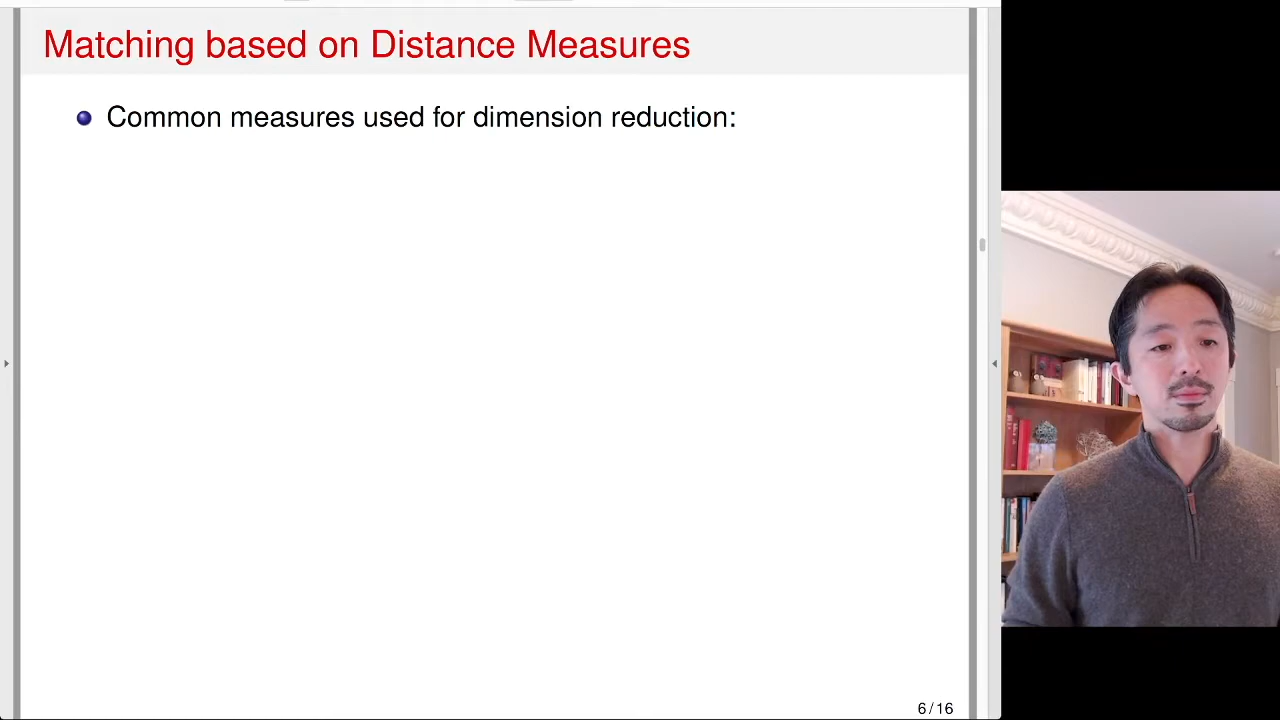 Matching based on Distance Measures
Common measures used for dimension reduction:
6 / 16